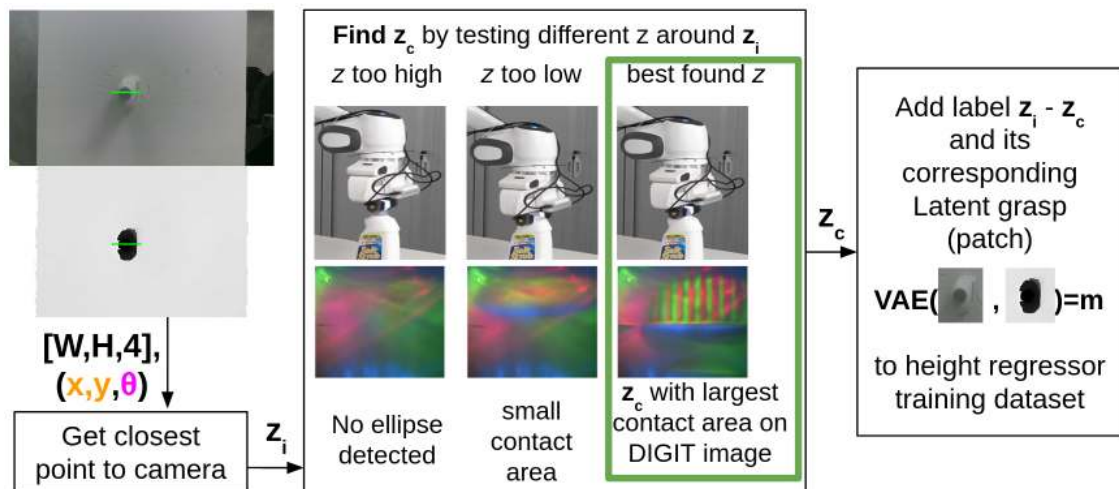 [W,H,4],
(x,y,θ)
Get closest
point to camera
z_i
Find z_c by testing different z around z_i
z too high
z too low
best found z
No ellipse
detected
small
contact
area
z_c with largest
contact area on
DIGIT image
z_c
Add label z_i - z_c
and its
corresponding
Latent grasp
(patch)
VAE( , )=m
to height regressor
training dataset